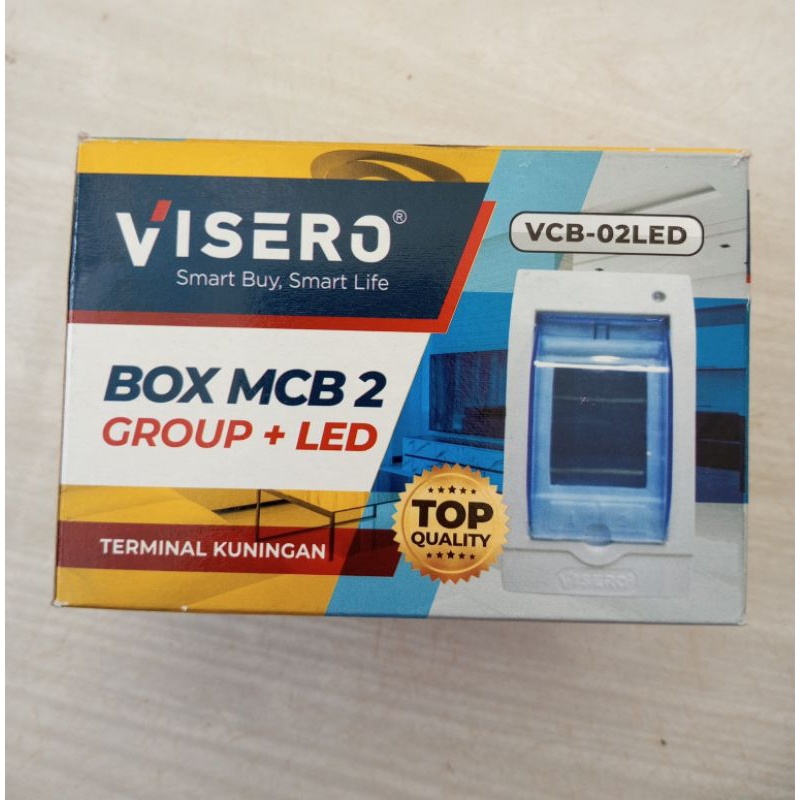 VISERO®
Smart Buy, Smart Life
VCB-02LED
BOX MCB 2
GROUP + LED
TERMINAL KUNINGAN
TOP
QUALITY
VISERO